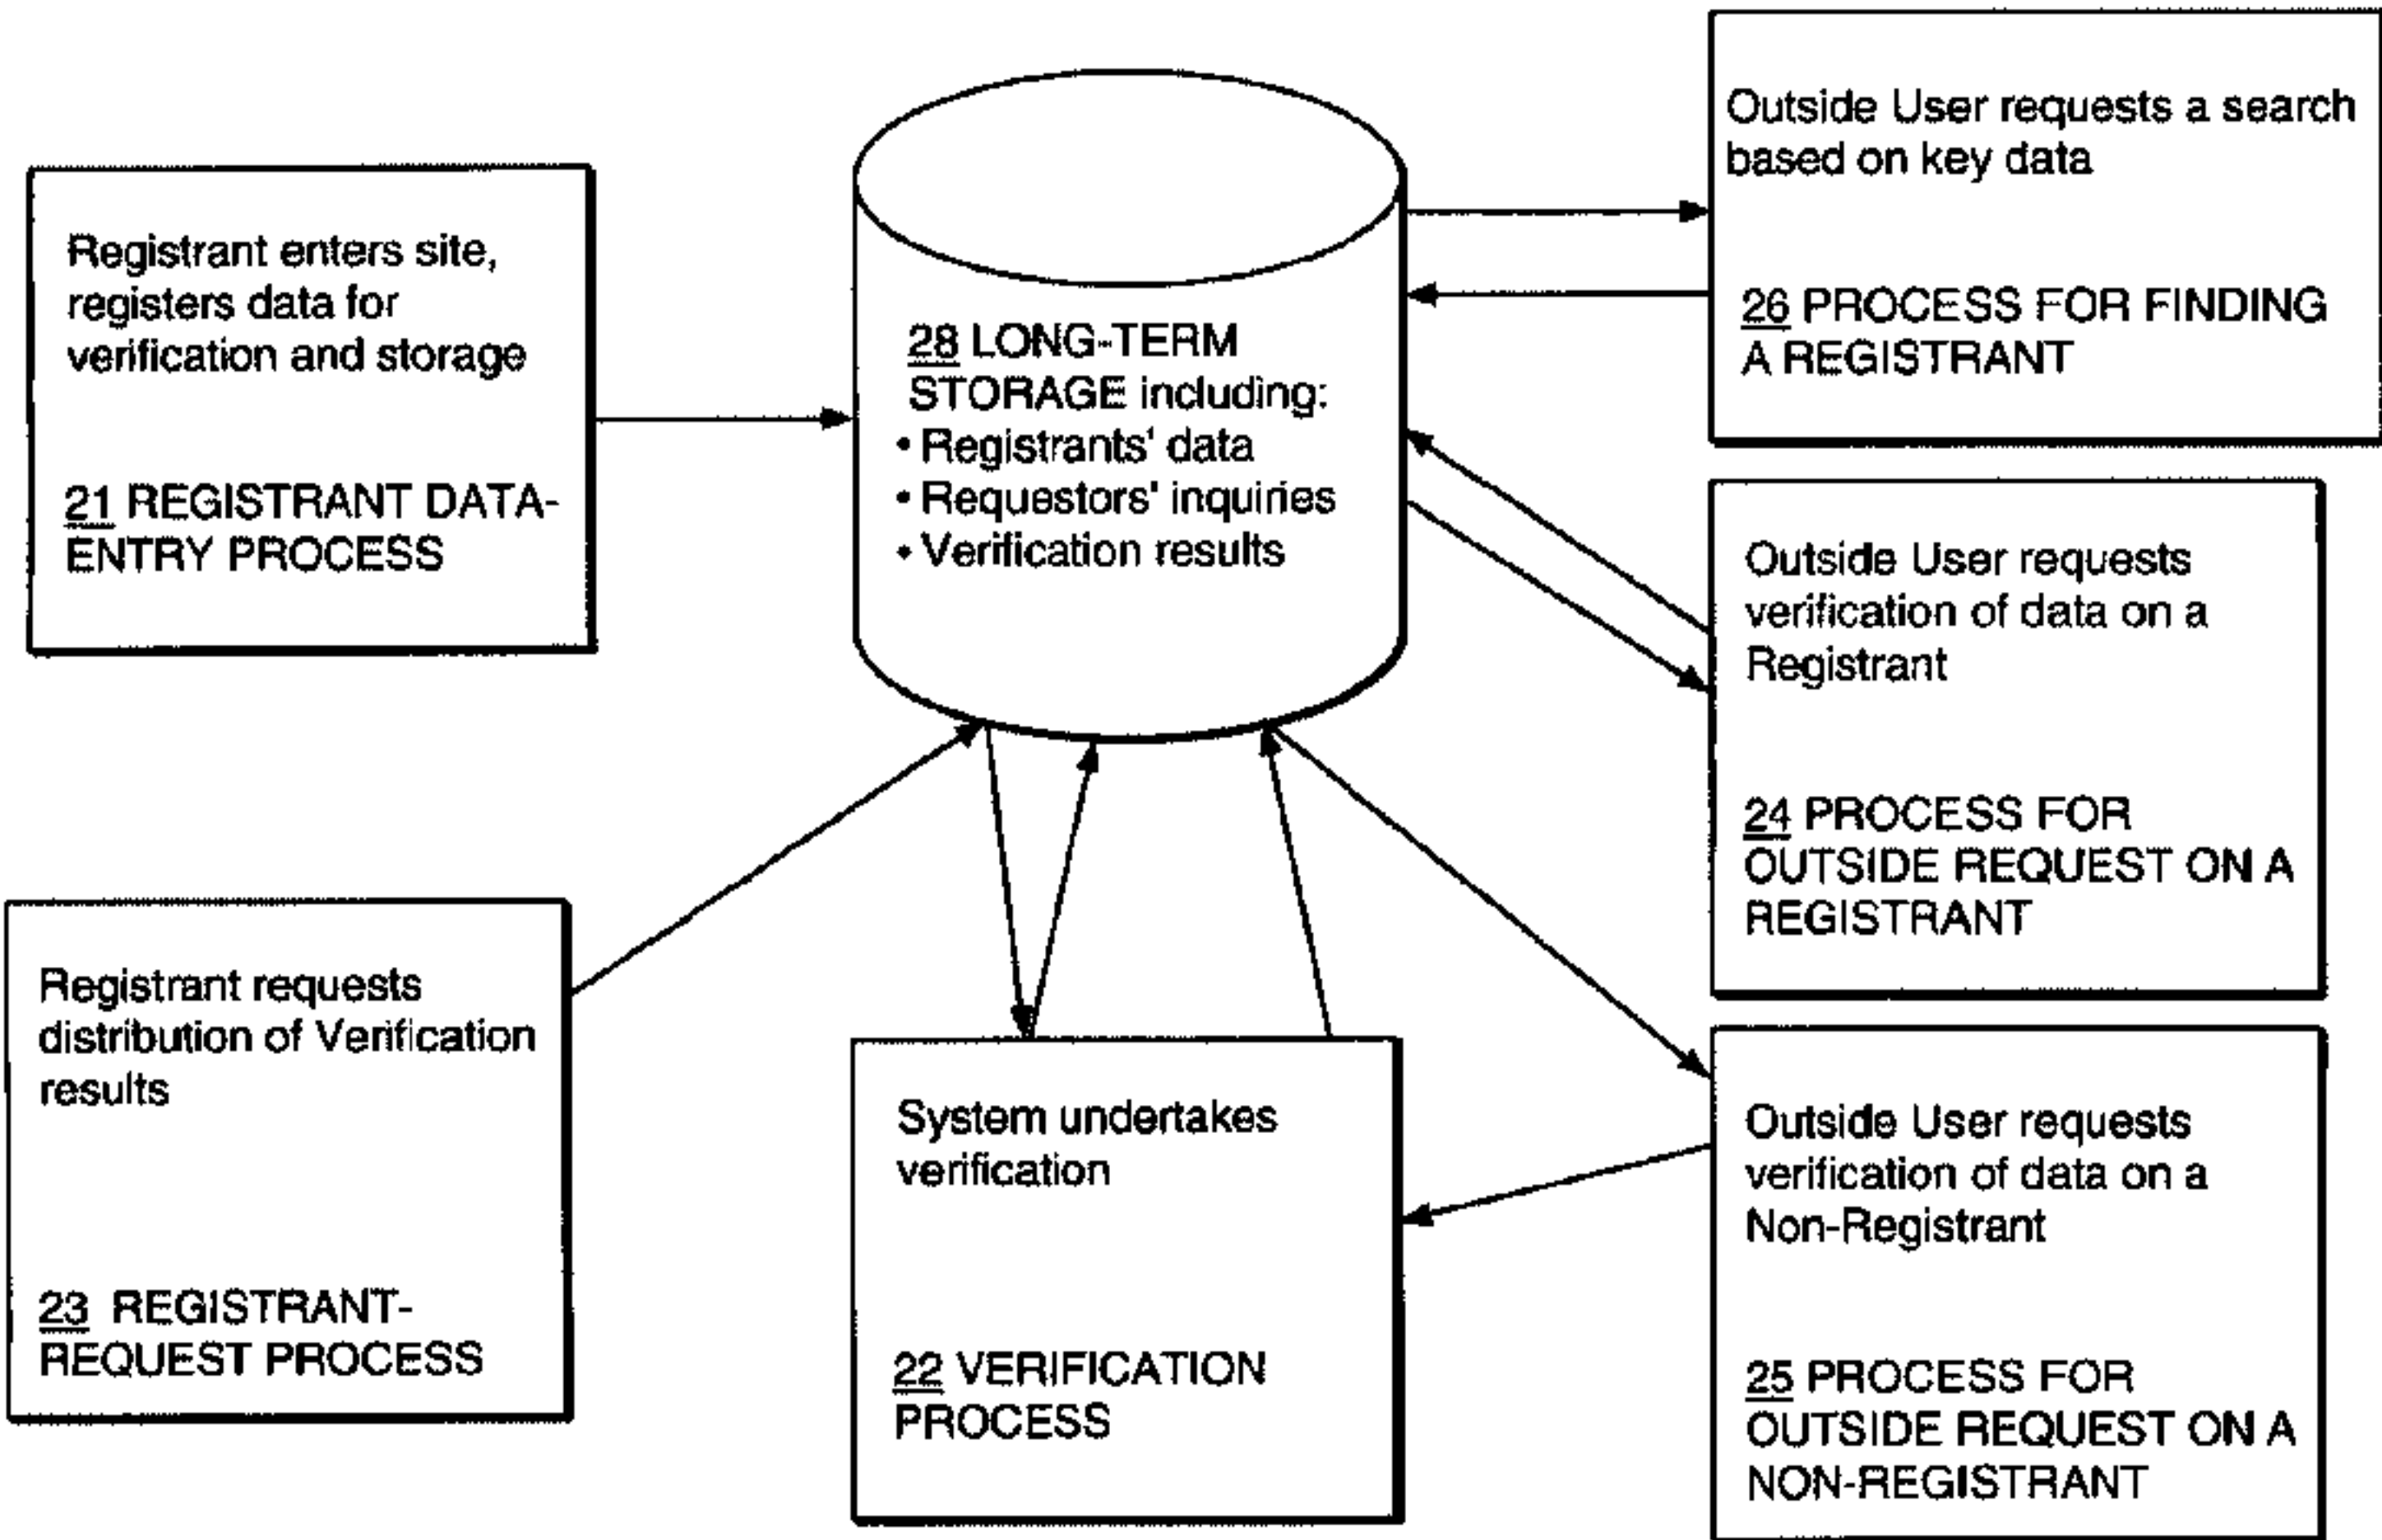 Registrant enters site,
registers data for
verification and storage
21 REGISTRANT DATA-
ENTRY PROCESS
28 LONG-TERM
STORAGE including:
• Registrants' data
• Requestors' inquiries
• Verification results
Outside User requests a search
based on key data
26 PROCESS FOR FINDING
A REGISTRANT
Outside User requests
verification of data on a
Registrant
24 PROCESS FOR
OUTSIDE REQUEST ON A
REGISTRANT
Registrant requests
distribution of Verification
results
23 REGISTRANT-
REQUEST PROCESS
System undertakes
verification
22 VERIFICATION
PROCESS
Outside User requests
verification of data on a
Non-Registrant
25 PROCESS FOR
OUTSIDE REQUEST ON A
NON-REGISTRANT